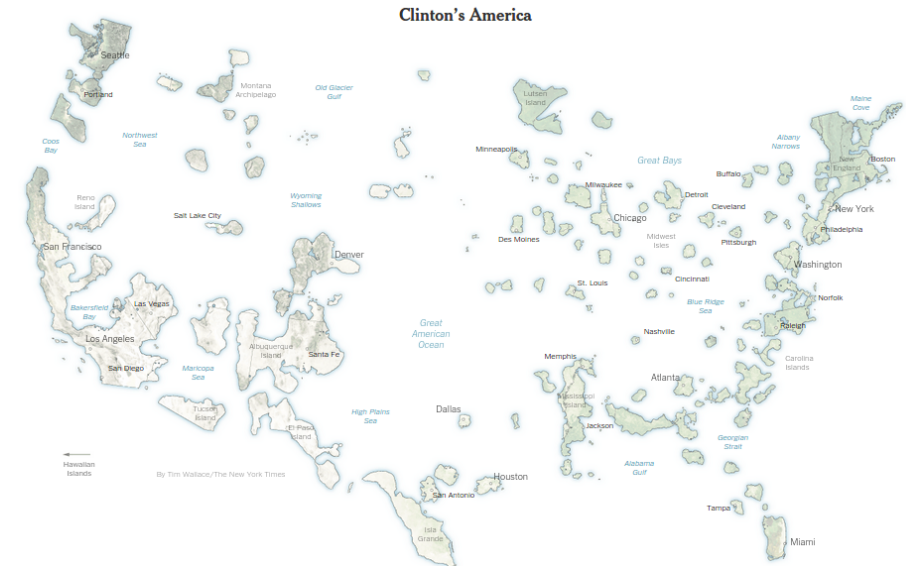 Clinton's America
Seattle
Portland
Coos
Bay
Northwest
Sea
Montana
Archipelago
Old Glacier
Gulf
Lutsen
Island
Minneapolis
Great Bays
Maine
Cove
Albany
Narrows
New
England
Boston
Buffalo
Milwaukee
Detroit
Cleveland
New York
Chicago
Philadelphia
Reno
Island
Wyoming
Shallows
Salt Lake City
Des Moines
Midwest
Isles
Pittsburgh
San Francisco
Denver
Washington
St. Louis
Cincinnati
Norfolk
Bakersfield
Bay
Las Vegas
Blue Ridge
Sea
Great
American
Ocean
Nashville
Raleigh
Los Angeles
Albuquerque
Island
Santa Fe
Memphis
Carolina
Islands
San Diego
Maricopa
Sea
Atlanta
Mississippi
Island
Tucson
Island
High Plains
Sea
Dallas
El Paso
Island
Jackson
Georgian
Strait
Hawaiian
Islands
By Tim Wallace/The New York Times
Alabama
Gulf
Houston
San Antonio
Isla
Grande
Tampa
Miami